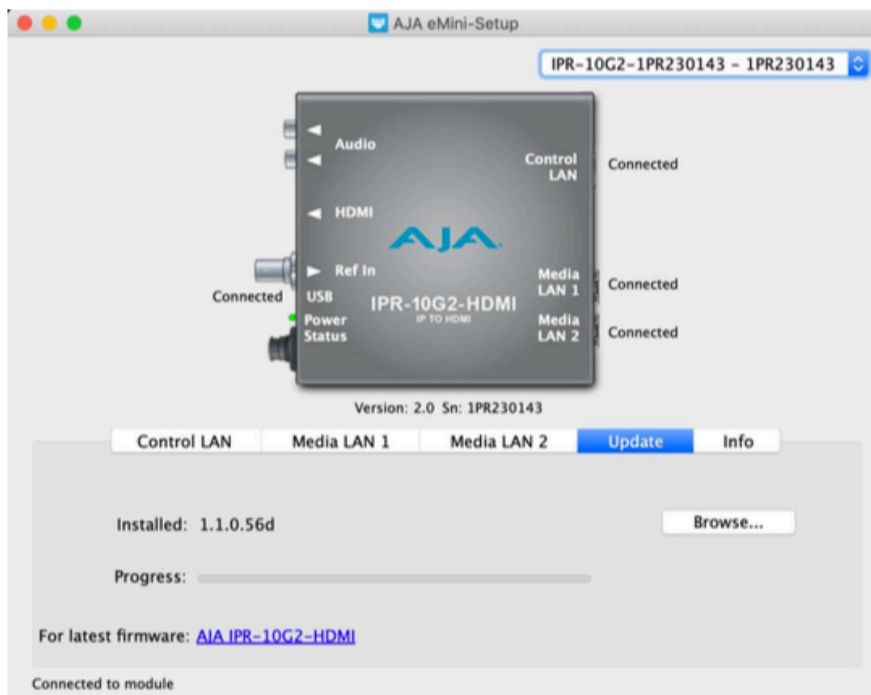 AJA eMini-Setup
IPR-10G2-1PR230143 - 1PR230143
Audio
Control
LAN
Connected
HDMI
AJA
Ref In
Connected
USB
Media
LAN 1
Connected
IPR-10G2-HDMI
IP TO HDMI
Power
Status
Media
LAN 2
Connected
Version: 2.0 Sn: 1PR230143
Control LAN
Media LAN 1
Media LAN 2
Update
Info
Installed: 1.1.0.56d
Browse...
Progress:
For latest firmware: AJA IPR-10G2-HDMI
Connected to module